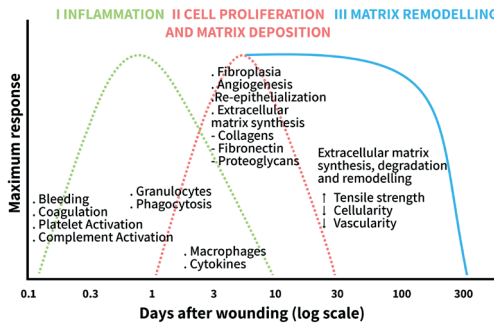 I INFLAMMATION II CELL PROLIFERATION III MATRIX REMODELLING
AND MATRIX DEPOSITION
Maximum response
. Fibroplasia
. Angiogenesis
.Re-epithelialization
. Extracellular
matrix synthesis
- Collagens
- Fibronectin
- Proteoglycans
Extracellular matrix
synthesis, degradation
and remodelling
↑ Tensile strength
↓ Cellularity
↓ Vascularity
. Granulocytes
. Phagocytosis
. Bleeding
. Coagulation
. Platelet Activation
. Complement Activation
. Macrophages
. Cytokines
0.1 0.3 1 3 10 30 100 300
Days after wounding (log scale)